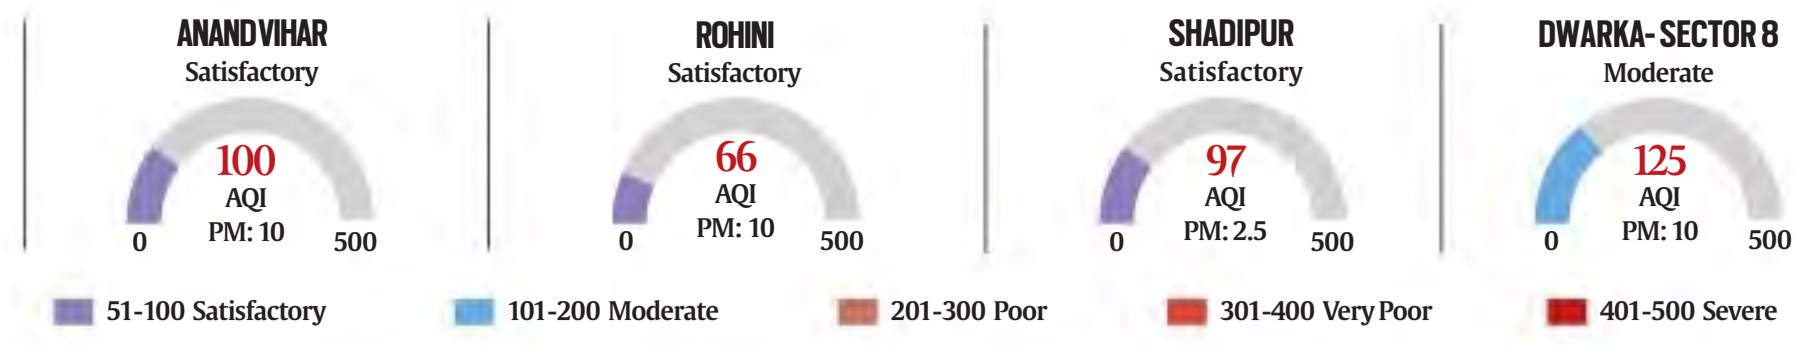 ANAND VIHAR
Satisfactory
100
AQI
PM: 10
0
500
ROHINI
Satisfactory
66
AQI
PM: 10
0
500
SHADIPUR
Satisfactory
97
AQI
PM: 2.5
0
500
DWARKA- SECTOR 8
Moderate
125
AQI
PM: 10
0
500
51-100 Satisfactory
101-200 Moderate
201-300 Poor
301-400 Very Poor
401-500 Severe